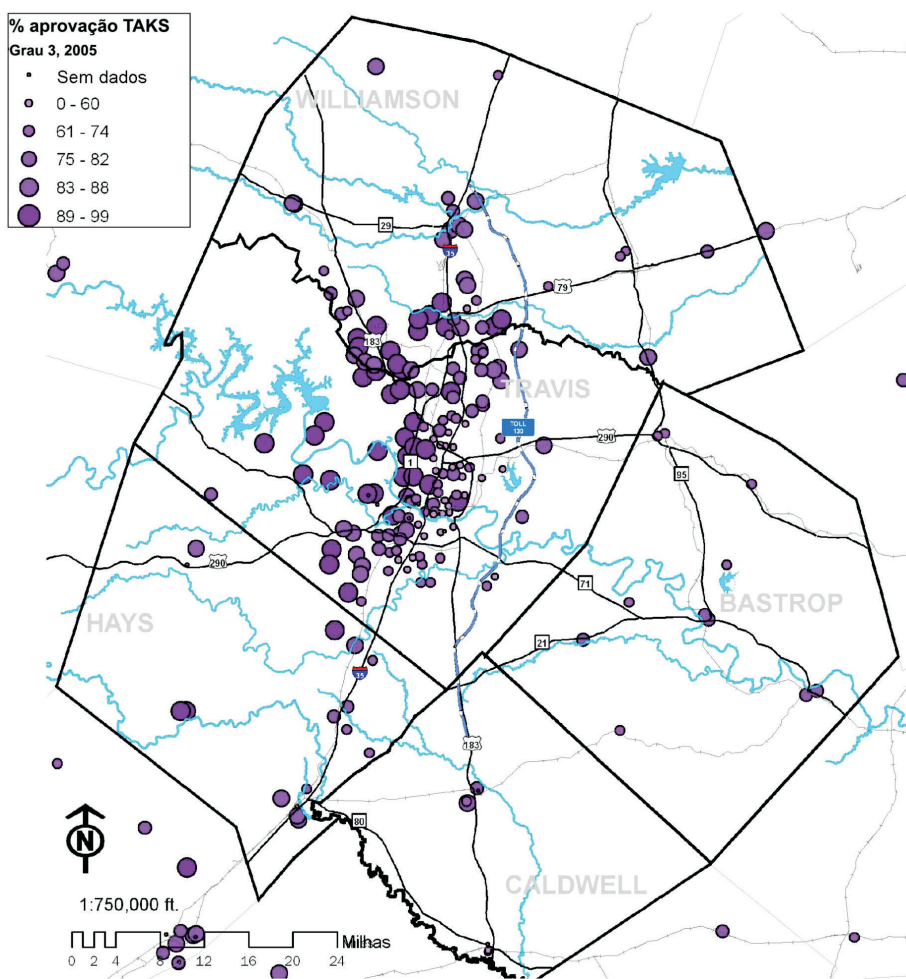 % aprovação TAKS
Grau 3, 2005
Sem dados
0 - 60
61 - 74
75 - 82
83 - 88
89 - 99
WILLIAMSON
29
35
79
183
TRAVIS
TOLL
130
290
1
95
290
71
BASTROP
HAYS
21
35
183
80
CALDWELL
N
1:750,000 ft.
Milhas
0 2 4 8 12 16 20 24